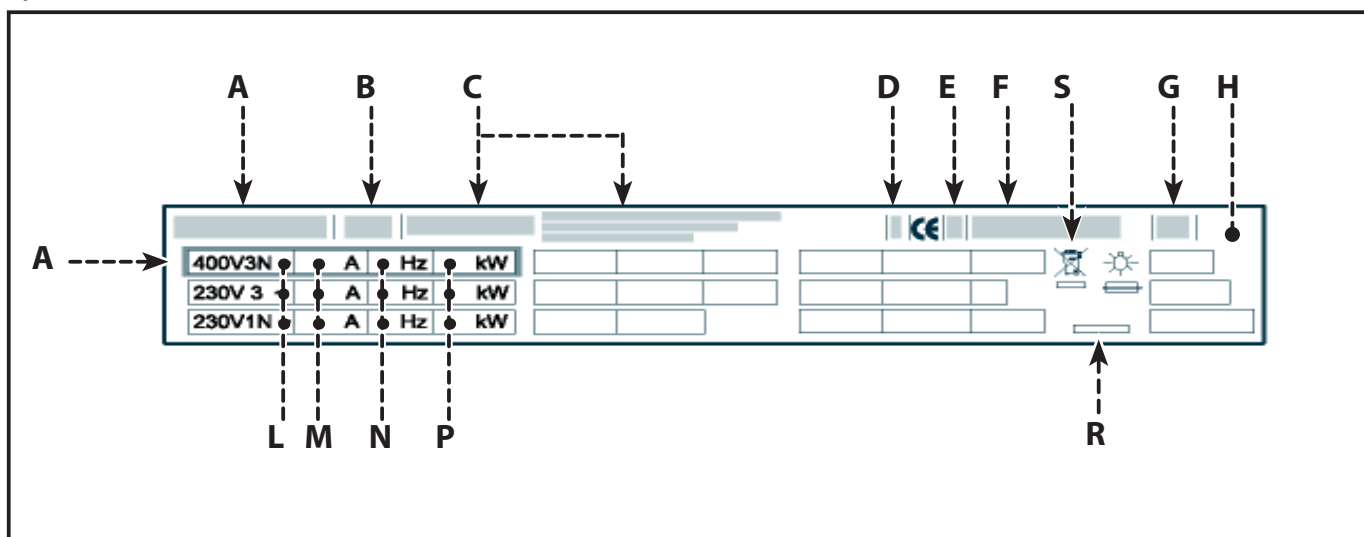 A B C D E F S G H
CE
A
400V3N A Hz kW
230V 3 A Hz kW
230V1N A Hz kW
L M N P R